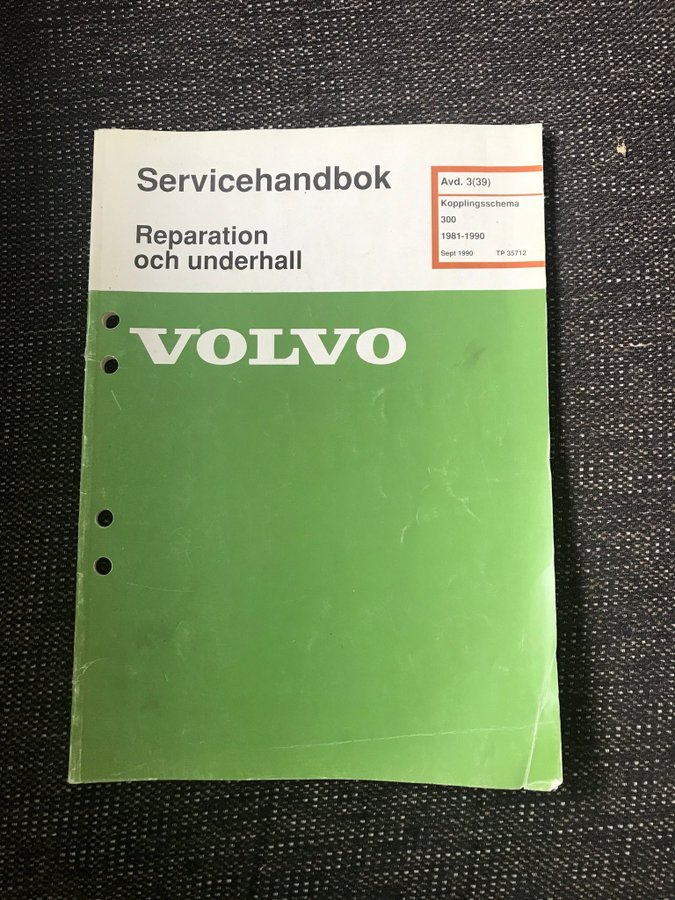 Servicehandbok
Reparation
och underhall
Avd. 3(39)
Kopplingsschema
300
1981-1990
Sept 1990 TP 35712
VOLVO